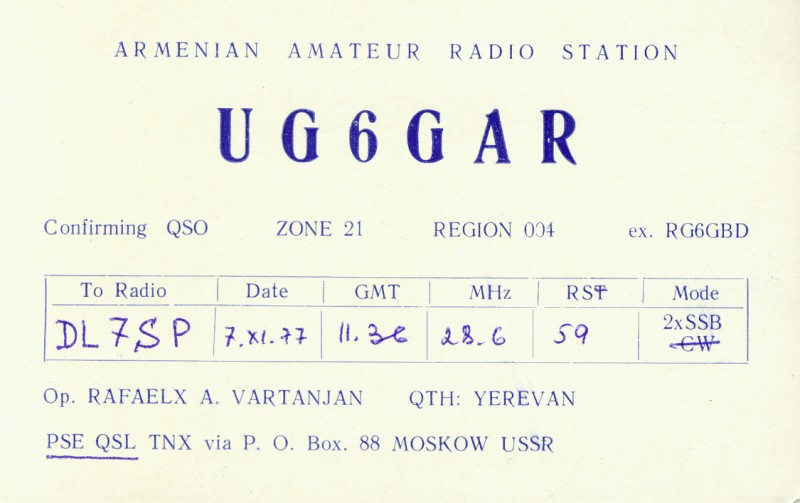 ARMENIAN AMATEUR RADIO STATION
UG6GAR
Confirming QSO ZONE 21 REGION 004 ex. RG6GBD
To Radio Date GMT MHz RST Mode
DL7SP 7.XI.77 11.36 28.6 59 2xSSB
CW
Op. RAFAELX A. VARTANJAN QTH: YEREVAN
PSE QSL TNX via P. O. Box. 88 MOSKOW USSR